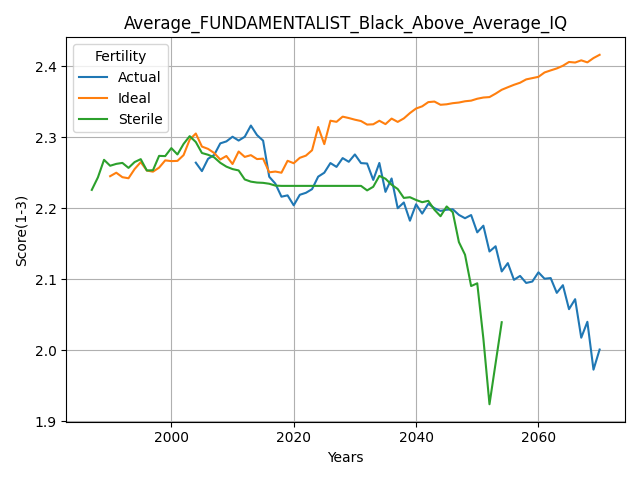 Average_FUNDAMENTALIST_Black_Above_Average_IQ
Fertility
Actual
Ideal
Sterile
Score(1-3)
2.4
2.3
2.2
2.1
2.0
1.9
2000
2020
2040
2060
Years